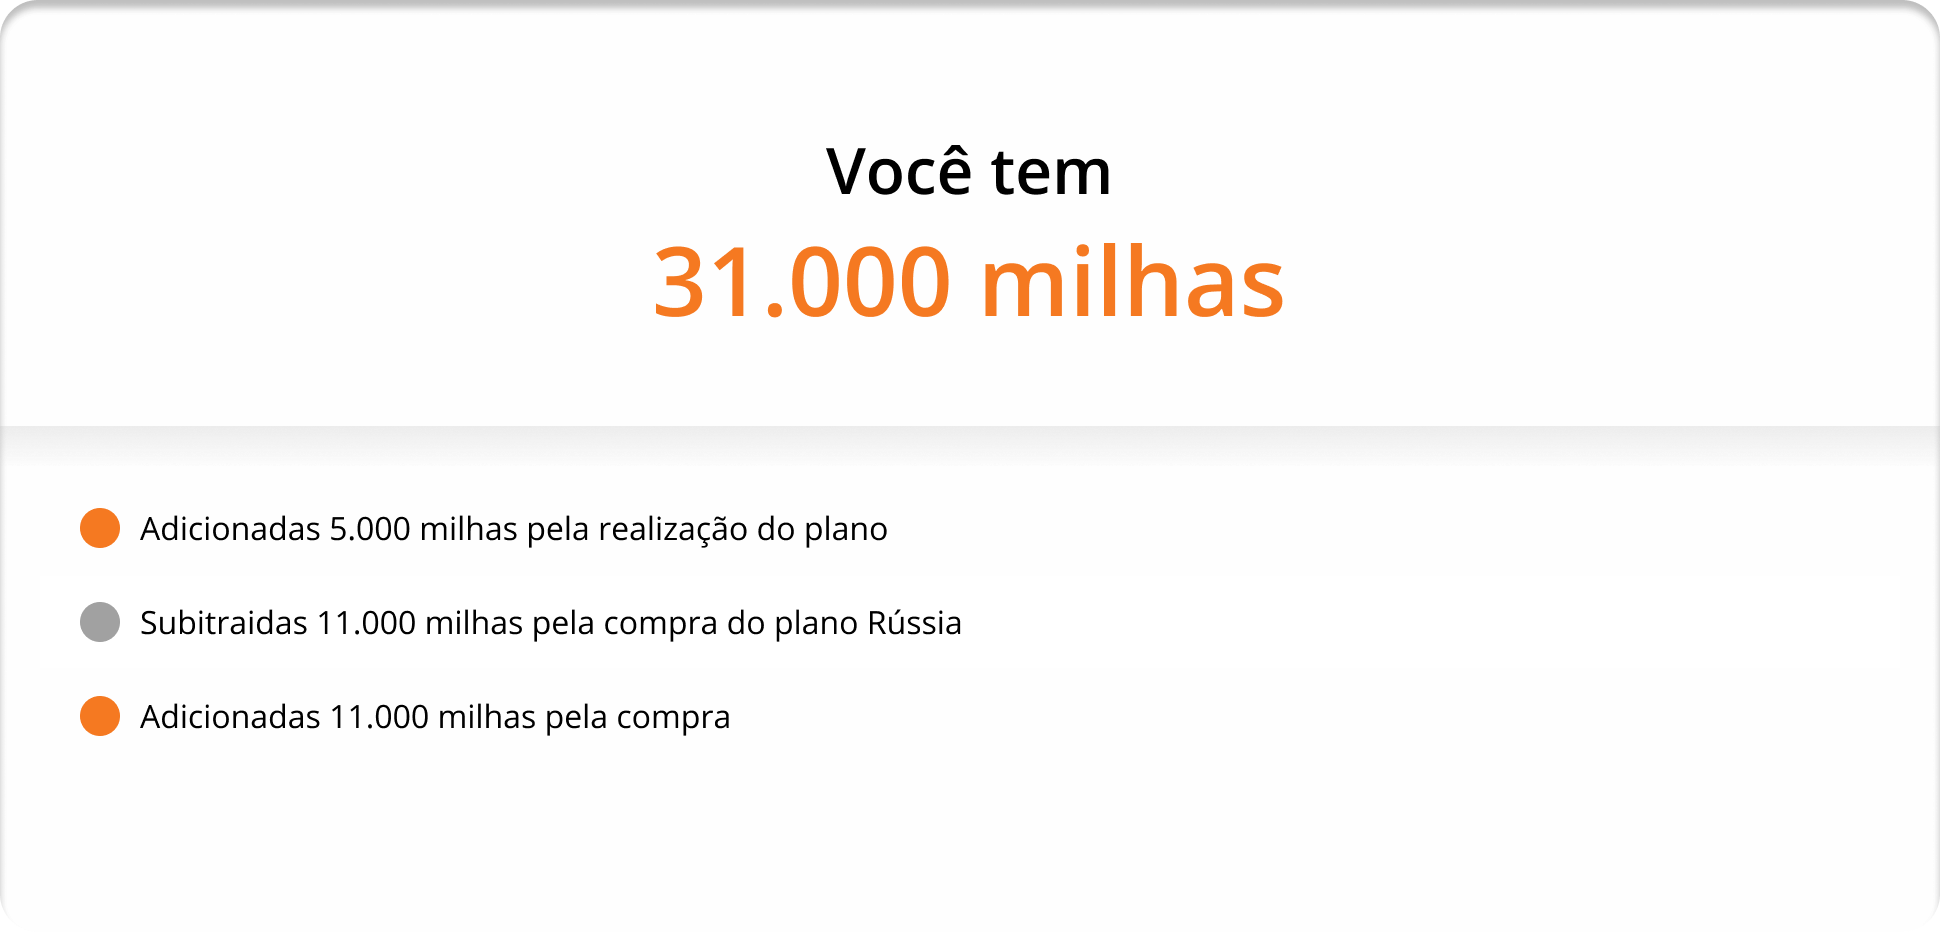 Você tem
31.000 milhas
Adicionadas 5.000 milhas pela realização do plano
Subitraidas 11.000 milhas pela compra do plano Rússia
Adicionadas 11.000 milhas pela compra